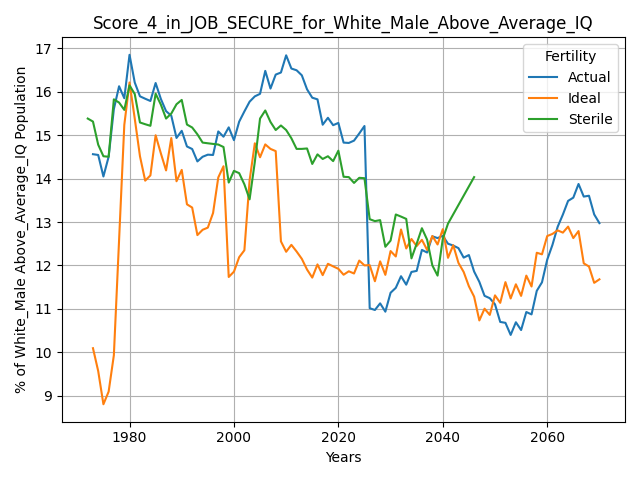 Score_4_in_JOB_SECURE_for_White_Male_Above_Average_IQ
Fertility
Actual
Ideal
Sterile
% of White_Male Above_Average_IQ Population
17
16
15
14
13
12
11
10
9
1980 2000 2020 2040 2060
Years